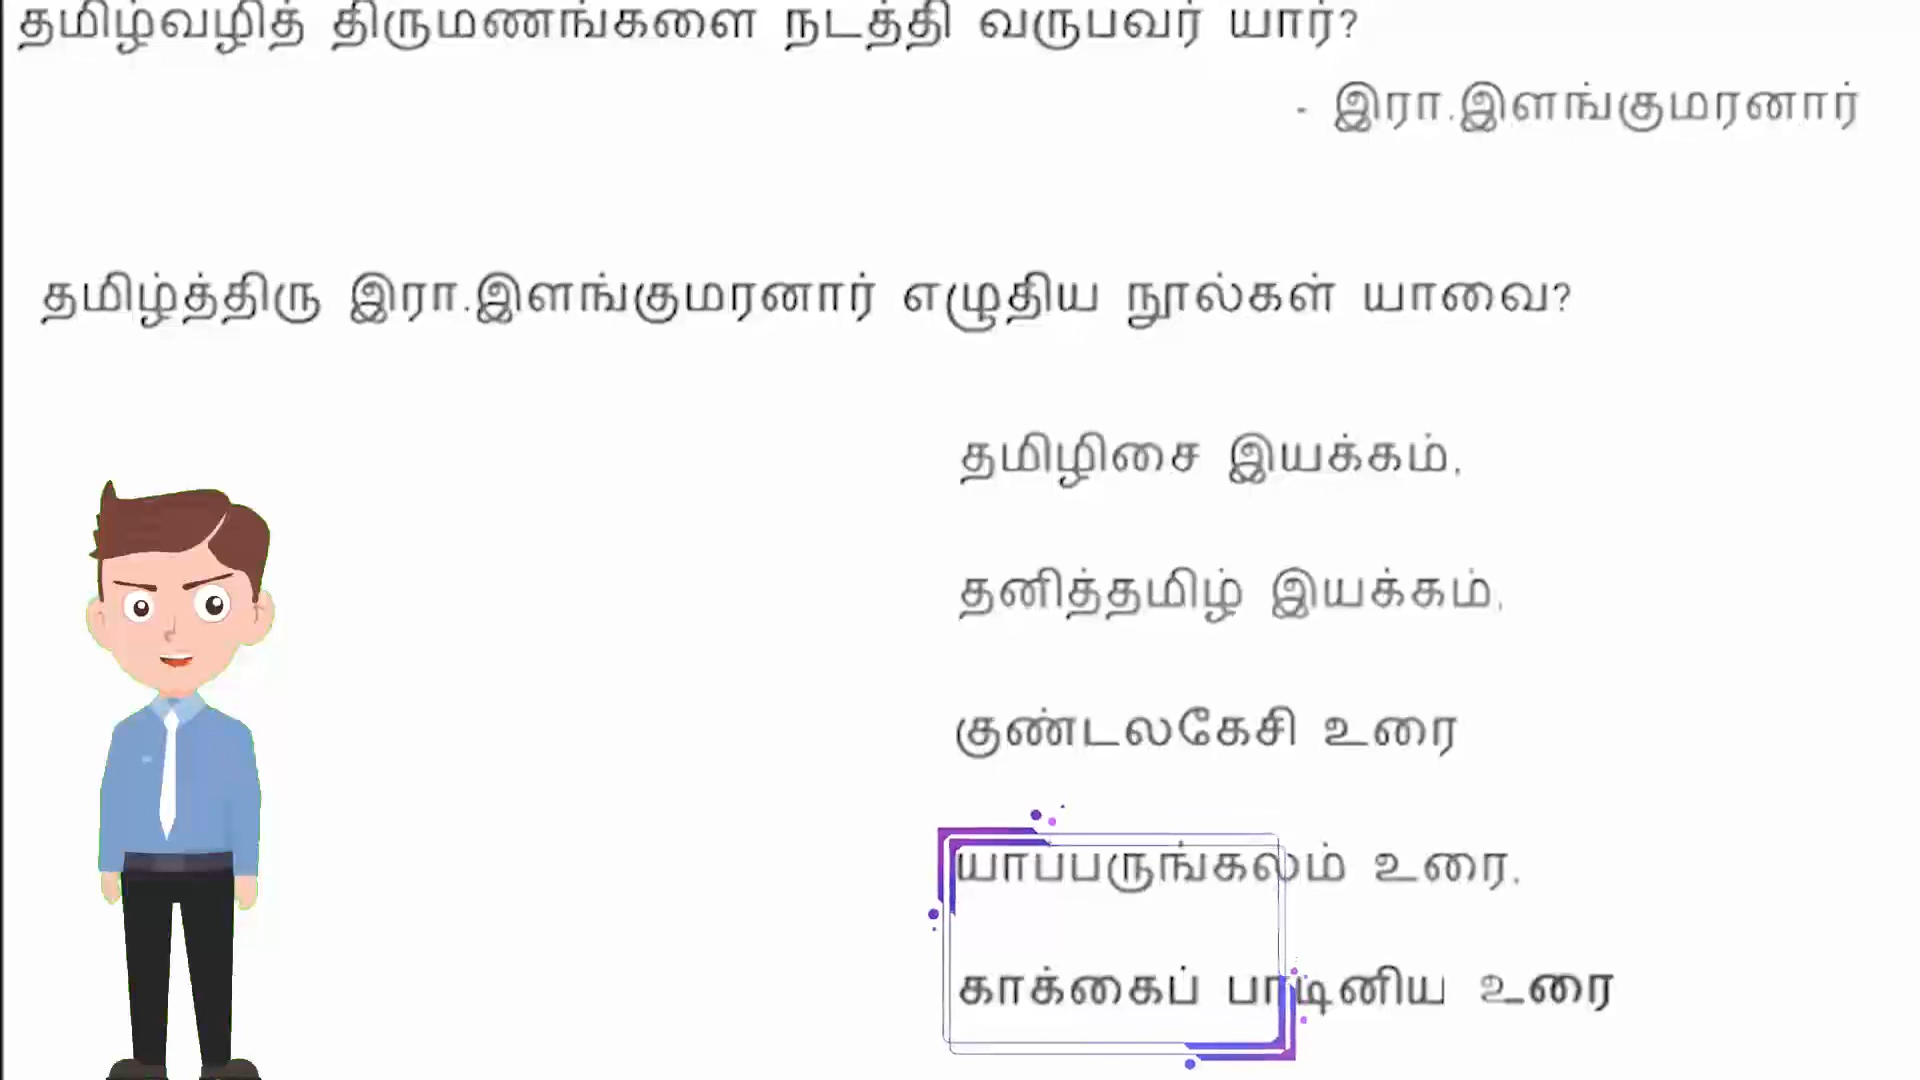 தமிழ்வழித் திருமணங்களை நடத்தி வருபவர் யார்?
- இரா.இளங்குமரனார்
தமிழ்த்திரு இரா.இளங்குமரனார் எழுதிய நூல்கள் யாவை?
தமிழிசை இயக்கம்,
தனித்தமிழ் இயக்கம்,
குண்டலகேசி உரை
யாப்பருங்கலம் உரை,
காக்கைப் பாடினிய உரை